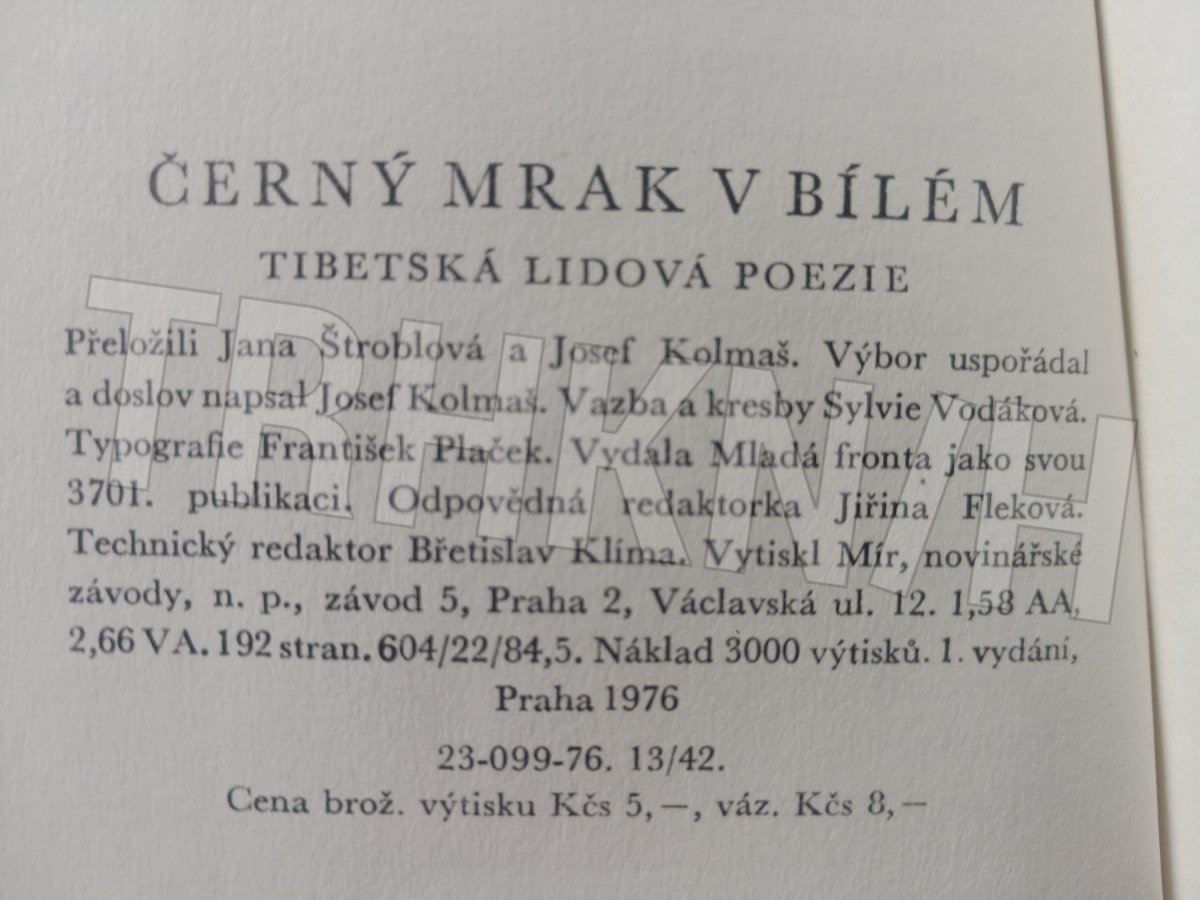 ČERNÝ MRAK V BÍLÉM
TIBETSKÁ LIDOVÁ POEZIE
Přeložili Jana Štroblová a Josef Kolmaš. Výbor uspořádal
a doslov napsal Josef Kolmaš. Vazba a kresby Sylvie Vodáková.
Typografie František Plaček. Vydala Mladá fronta jako svou
3701. publikaci. Odpovědná redaktorka Jiřina Fleková.
Technický redaktor Břetislav Klíma. Vytiskl Mír, novinářské
závody, n. p., závod 5, Praha 2, Václavská ul. 12. 1,58 AA,
2,66 VA. 192 stran. 604/22/84,5. Náklad 3000 výtisků. 1. vydání,
Praha 1976
23-099-76. 13/42.
Cena brož. výtisku Kčs 5,—, váz. Kčs 8,—
TRHKNIH